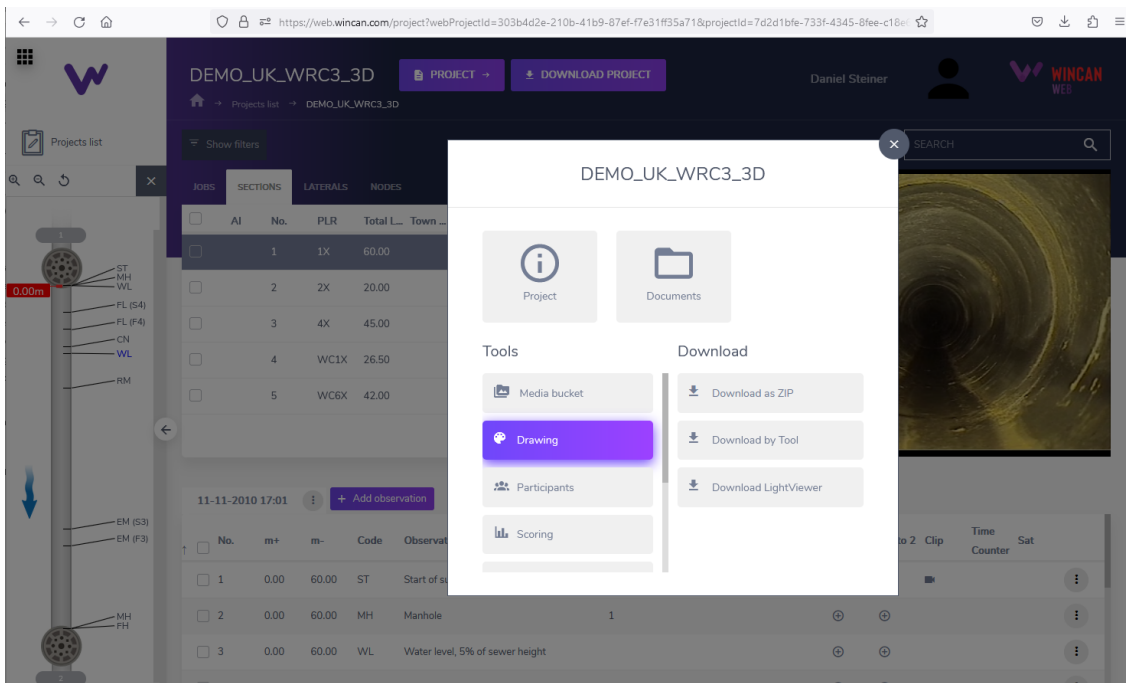 https://web.wincan.com/project?webProjectId=303b4d2e-210b-41b9-87ef-f7e31ff35a71&projectId=7d2d1bfe-733f-4345-8fee-c18e
DEMO_UK_WRC3_3D
PROJECT →
DOWNLOAD PROJECT
Daniel Steiner
WINCAN
WEB
→ Projects list → DEMO_UK_WRC3_3D
Projects list
Show filters
SEARCH
JOBS SECTIONS LATERALS NODES
AI No. PLR Total L... Town ...
1 1X 60.00
2 2X 20.00
3 4X 45.00
4 WC1X 26.50
5 WC6X 42.00
1
ST
MH
WL
0.00m
FL (S4)
FL (F4)
CN
WL
RM
EM (S3)
EM (F3)
MH
FH
2
DEMO_UK_WRC3_3D
Project
Documents
Tools
Media bucket
Drawing
Participants
Scoring
Download
Download as ZIP
Download by Tool
Download LightViewer
11-11-2010 17:01
+ Add observation
↑ No. m+ m- Code Observat
to 2 Clip Time Counter Sat
1 0.00 60.00 ST Start of su
2 0.00 60.00 MH Manhole 1
3 0.00 60.00 WL Water level, 5% of sewer height